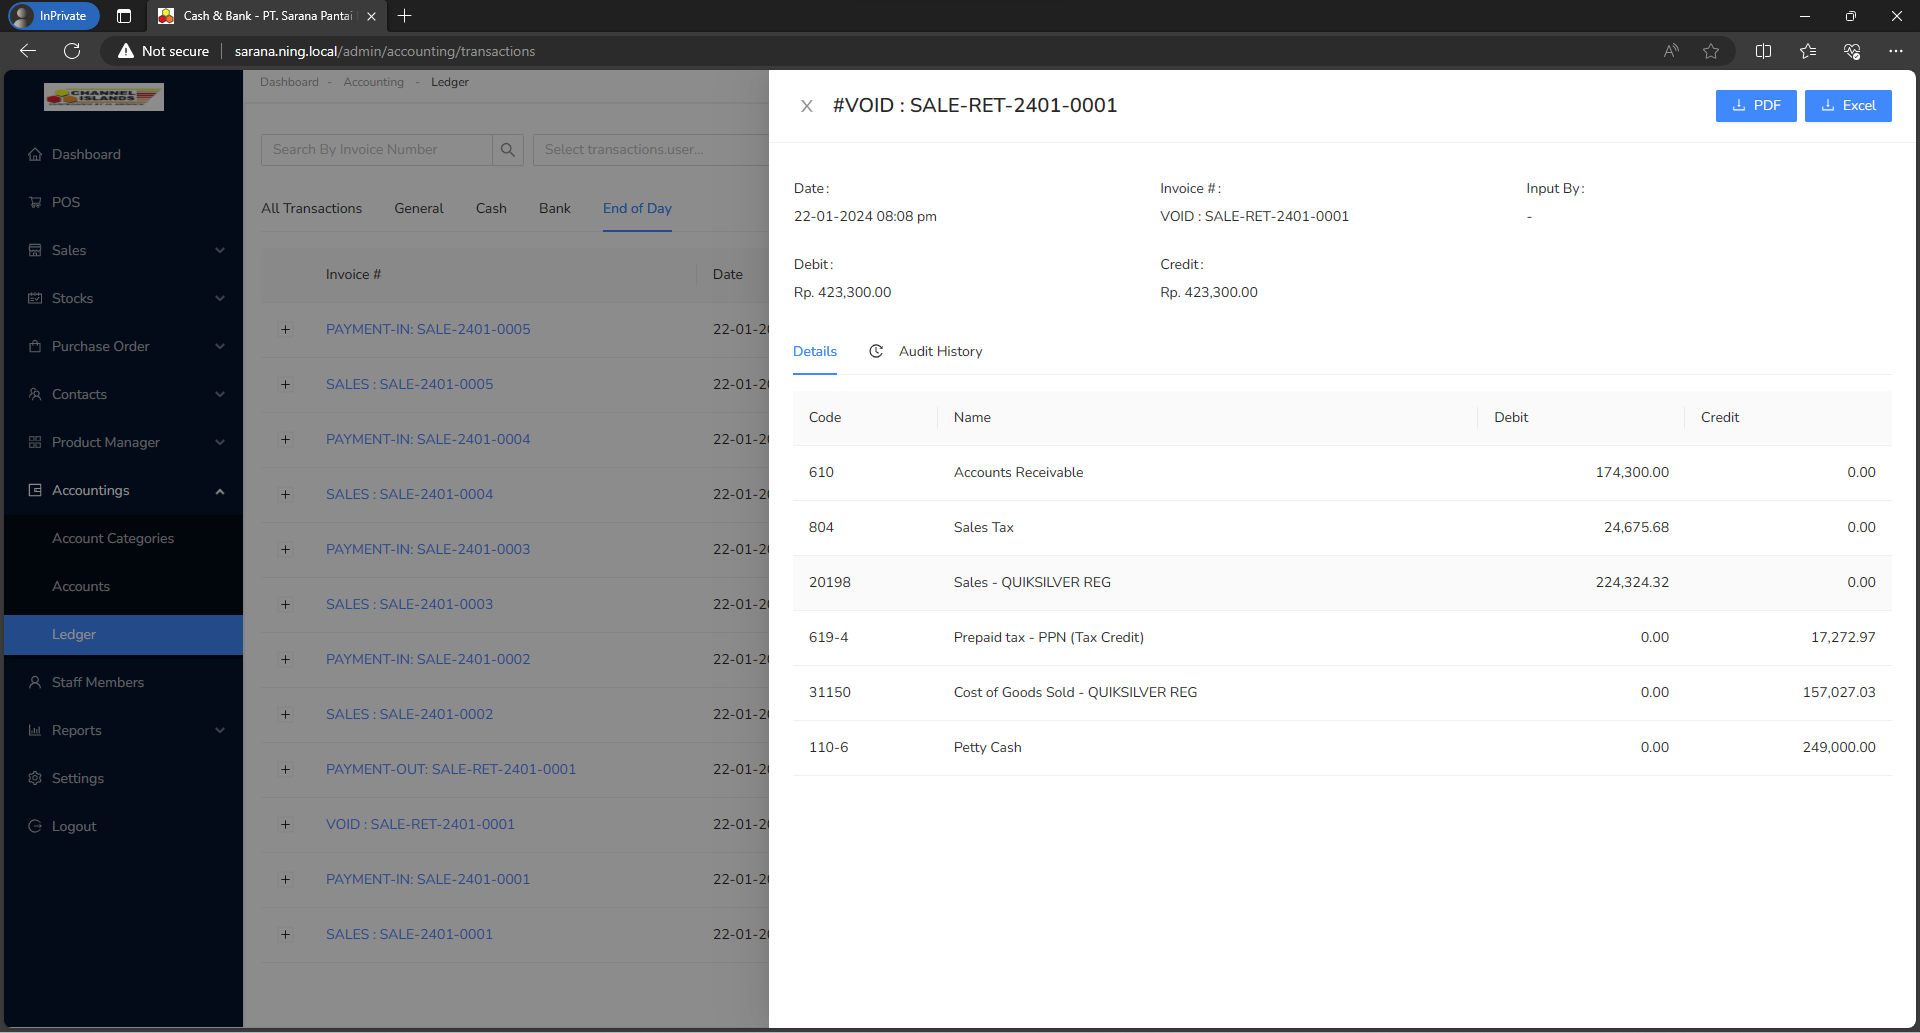 InPrivate
Cash & Bank - PT. Sarana Pantai
Not secure
sarana.ning.local/admin/accounting/transactions
CHANNEL ISLANDS
Dashboard
POS
Sales
Stocks
Purchase Order
Contacts
Product Manager
Accountings
Account Categories
Accounts
Ledger
Staff Members
Reports
Settings
Logout
Dashboard - Accounting - Ledger
Search By Invoice Number
Select transactions.user...
All Transactions General Cash Bank End of Day
Invoice # Date
PAYMENT-IN: SALE-2401-0005 22-01-2
SALES : SALE-2401-0005 22-01-2
PAYMENT-IN: SALE-2401-0004 22-01-2
SALES : SALE-2401-0004 22-01-2
PAYMENT-IN: SALE-2401-0003 22-01-2
SALES : SALE-2401-0003 22-01-2
PAYMENT-IN: SALE-2401-0002 22-01-2
SALES : SALE-2401-0002 22-01-2
PAYMENT-OUT: SALE-RET-2401-0001 22-01-2
VOID : SALE-RET-2401-0001 22-01-2
PAYMENT-IN: SALE-2401-0001 22-01-2
SALES : SALE-2401-0001 22-01-2
#VOID : SALE-RET-2401-0001
PDF Excel
Date: Invoice #: Input By:
22-01-2024 08:08 pm VOID : SALE-RET-2401-0001 -
Debit: Credit:
Rp. 423,300.00 Rp. 423,300.00
Details Audit History
Code Name Debit Credit
610 Accounts Receivable 174,300.00 0.00
804 Sales Tax 24,675.68 0.00
20198 Sales - QUIKSILVER REG 224,324.32 0.00
619-4 Prepaid tax - PPN (Tax Credit) 0.00 17,272.97
31150 Cost of Goods Sold - QUIKSILVER REG 0.00 157,027.03
110-6 Petty Cash 0.00 249,000.00